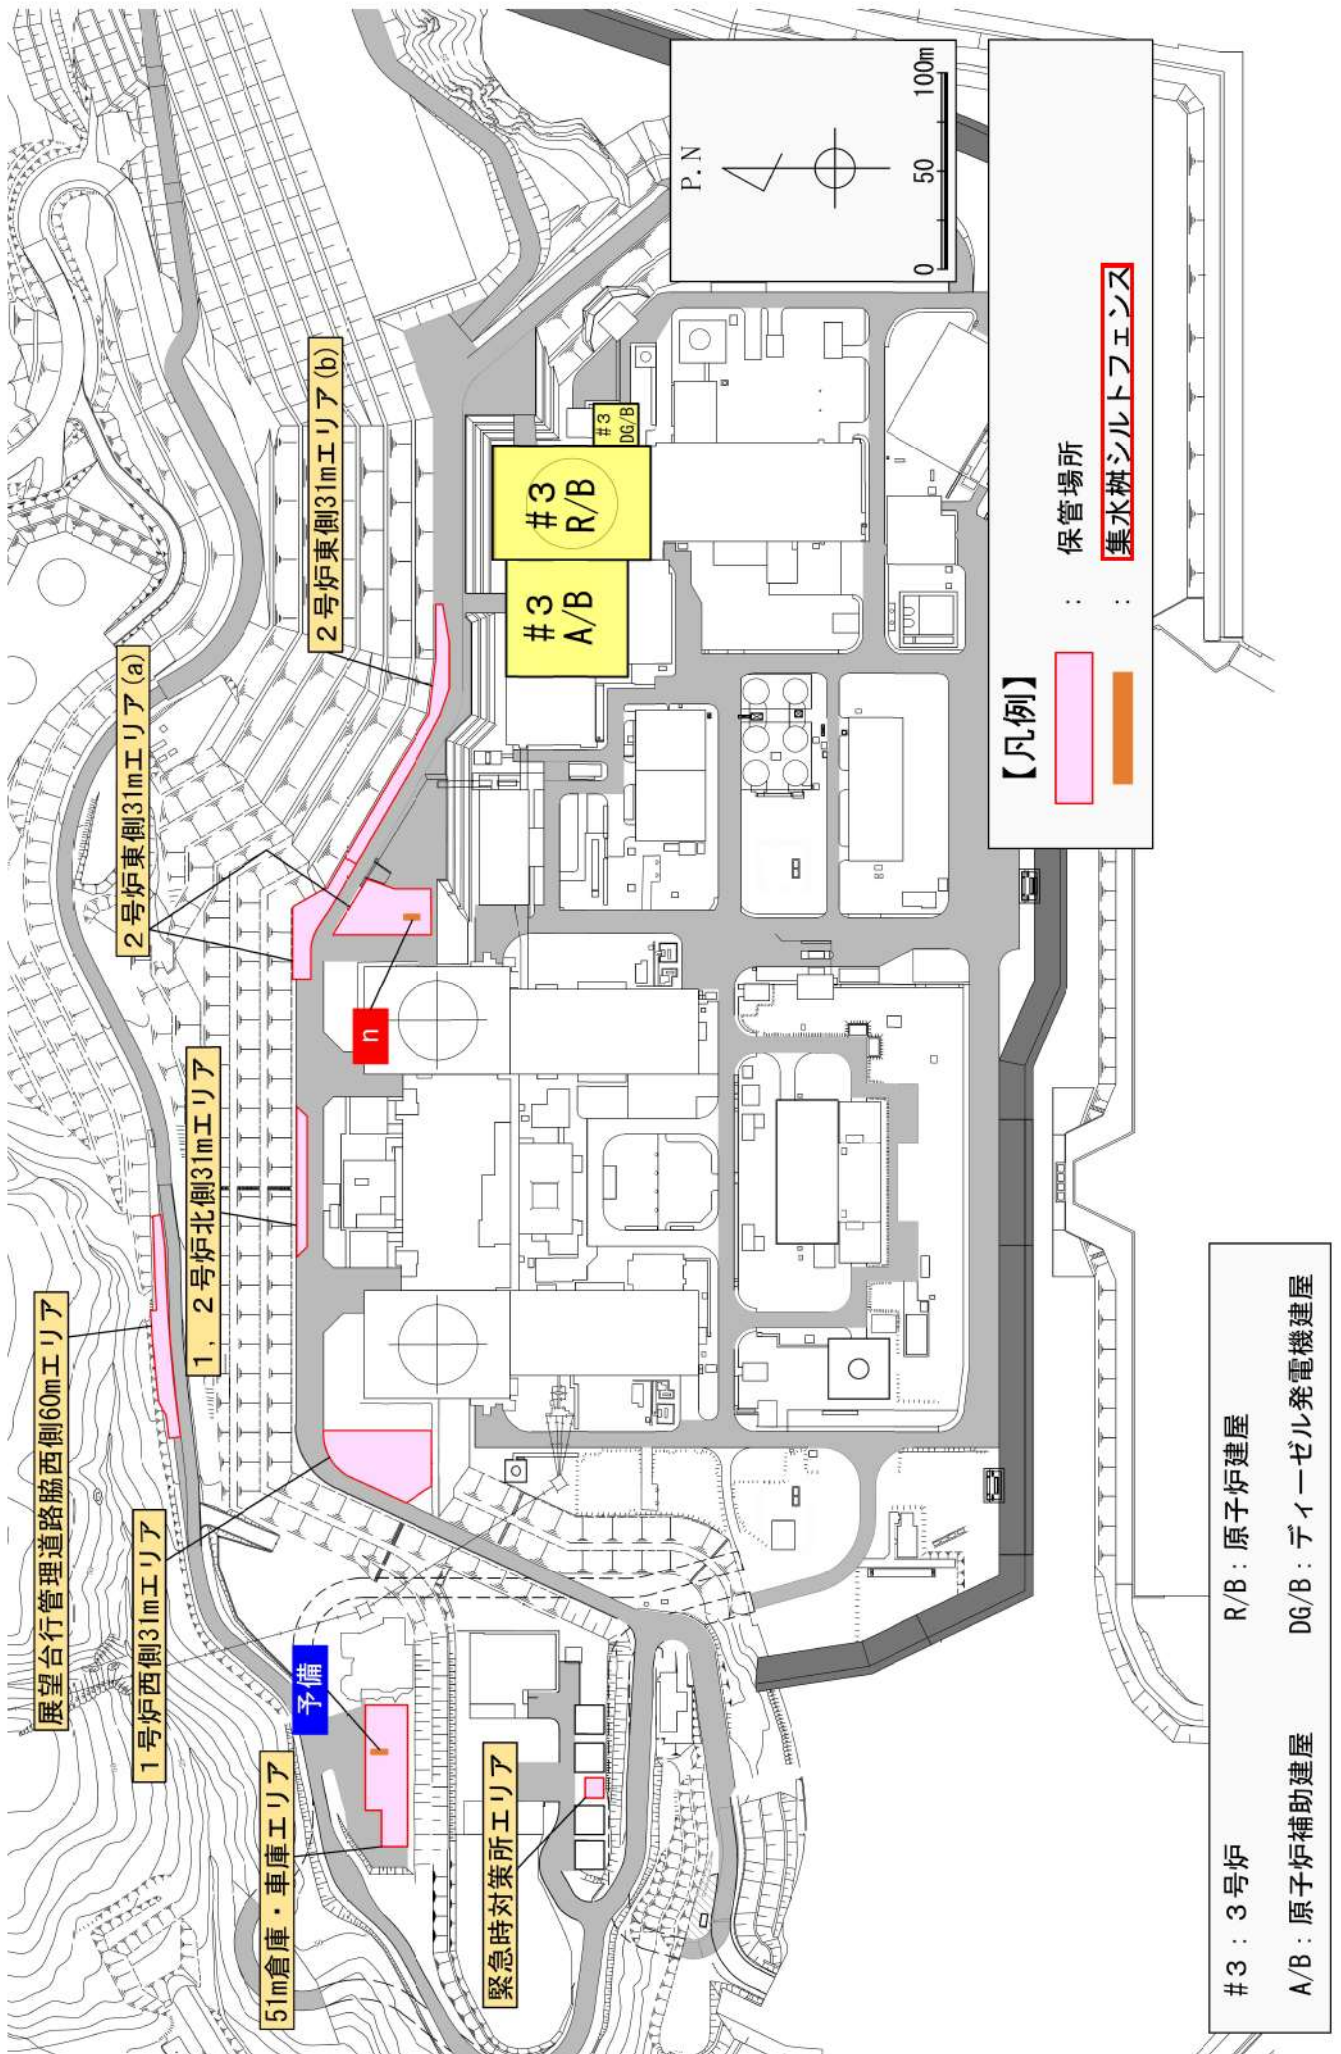 展望台行管理道路脇西側60mエリア
1号炉西側31mエリア
1，2号炉北側31mエリア
2号炉東側31mエリア(a)
2号炉東側31mエリア(b)
51m倉庫・車庫エリア
緊急時対策所エリア
予備
n
#3
A/B
#3
R/B
#3
DG/B
P.N
0 50 100m
【凡例】
： 保管場所
： 集水桝シルトフェンス
#3：3号炉 R/B：原子炉建屋
A/B：原子炉補助建屋 DG/B：ディーゼル発電機建屋